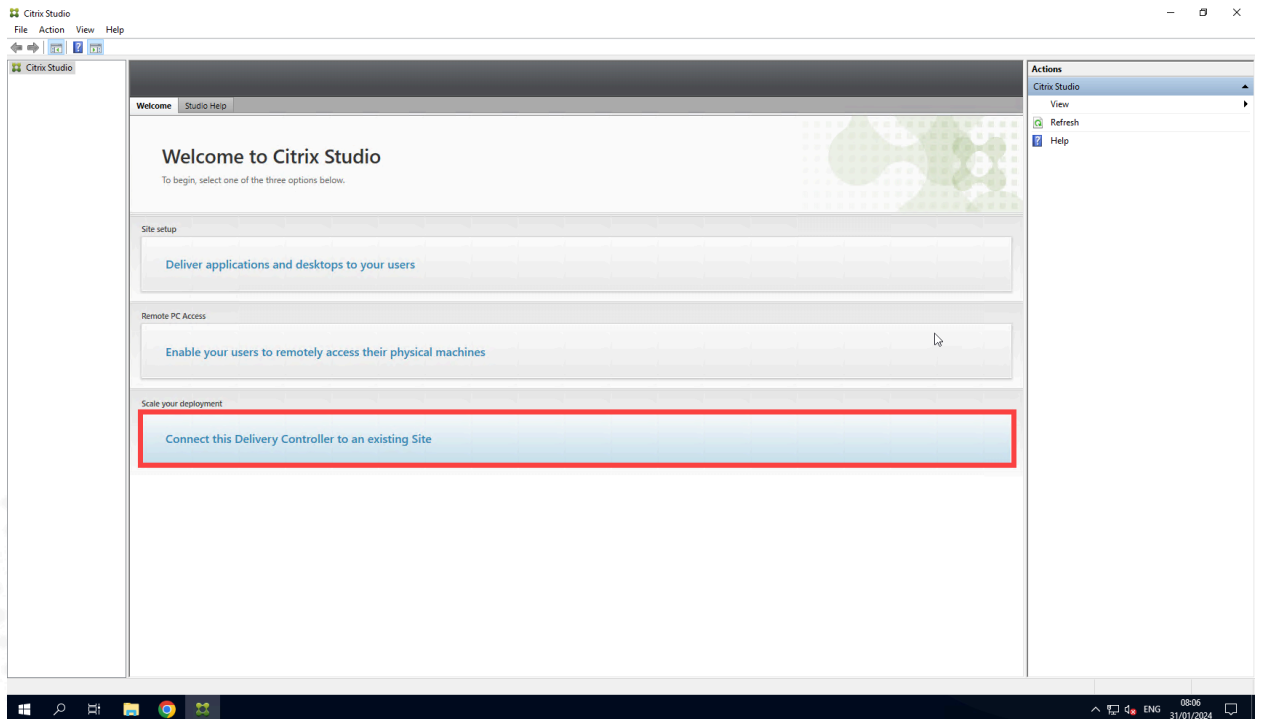 Citrix Studio
File Action View Help
Citrix Studio
Welcome Studio Help
Welcome to Citrix Studio
To begin, select one of the three options below.
Site setup
Deliver applications and desktops to your users
Remote PC Access
Enable your users to remotely access their physical machines
Scale your deployment
Connect this Delivery Controller to an existing Site
Actions
Citrix Studio
View
Refresh
Help
ENG
08:06
31/01/2024